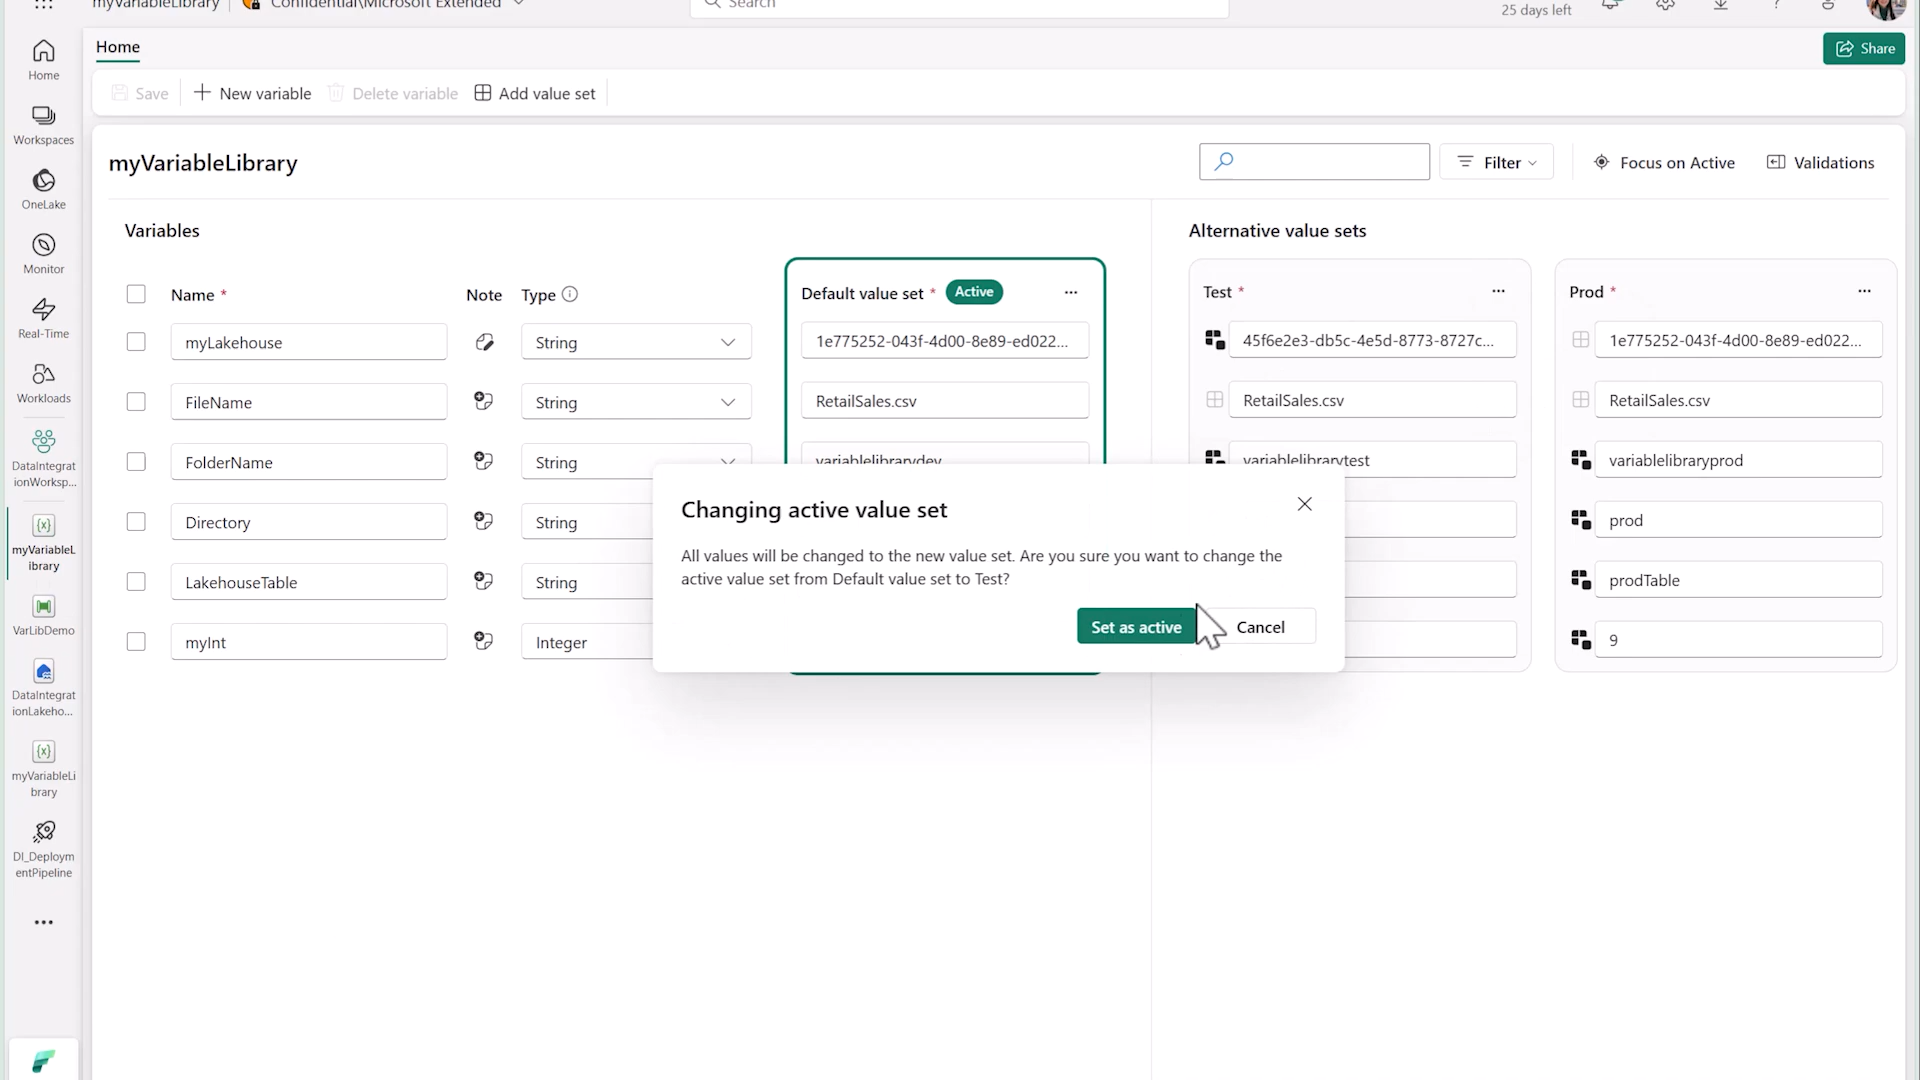 myVariableLibrary
Confidential\Microsoft Extended
Search
25 days left
Home
Share
Save
New variable
Delete variable
Add value set
Home
Workspaces
OneLake
Monitor
Real-Time
Workloads
DataIntegrat
ionWorksp...
myVariableL
ibrary
VarLibDemo
DataIntegrat
ionLakeho...
myVariableLi
brary
DI_Deploym
entPipeline
myVariableLibrary
Filter
Focus on Active
Validations
Variables
Alternative value sets
Name *
Note
Type
Default value set *
Active
Test *
Prod *
myLakehouse
String
1e775252-043f-4d00-8e89-ed022...
45f6e2e3-db5c-4e5d-8773-8727c...
1e775252-043f-4d00-8e89-ed022...
FileName
String
RetailSales.csv
RetailSales.csv
RetailSales.csv
FolderName
String
variablelibrarydev
variablelibrarytest
variablelibraryprod
Directory
String
prod
LakehouseTable
String
prodTable
myInt
Integer
9
Changing active value set
All values will be changed to the new value set. Are you sure you want to change the
active value set from Default value set to Test?
Set as active
Cancel